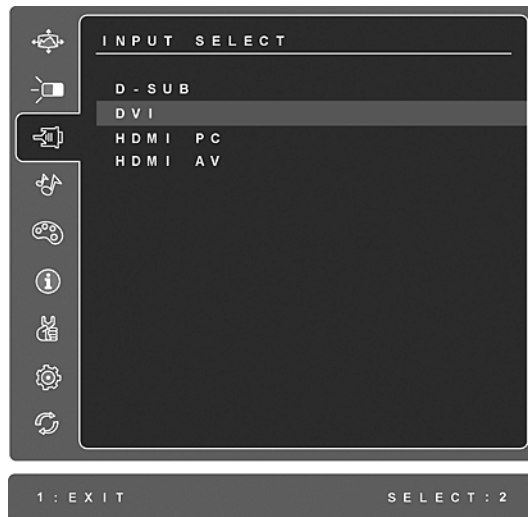 INPUT SELECT
D-SUB
DVI
HDMI PC
HDMI AV
1:EXIT SELECT:2